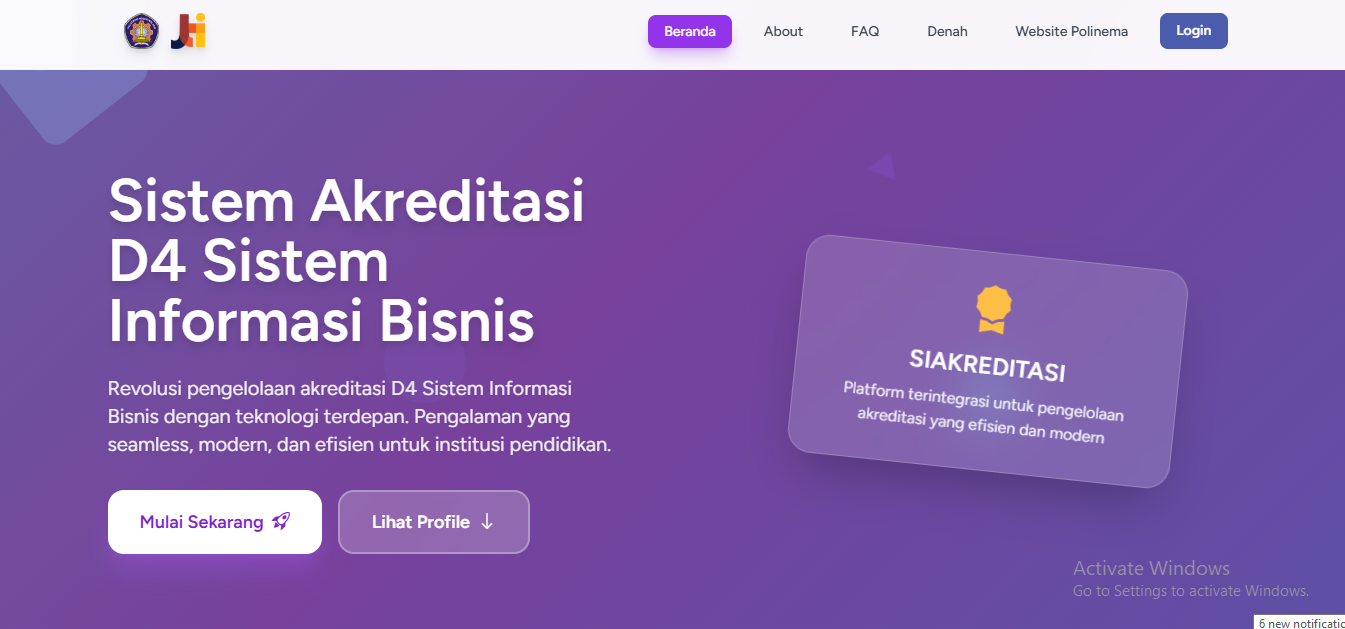 Beranda
About
FAQ
Denah
Website Polinema
Login
Sistem Akreditasi
D4 Sistem
Informasi Bisnis
Revolusi pengelolaan akreditasi D4 Sistem Informasi
Bisnis dengan teknologi terdepan. Pengalaman yang
seamless, modern, dan efisien untuk institusi pendidikan.
Mulai Sekarang
Lihat Profile
SIAKREDITASI
Platform terintegrasi untuk pengelolaan
akreditasi yang efisien dan modern
Activate Windows
Go to Settings to activate Windows.
6 new notificatio